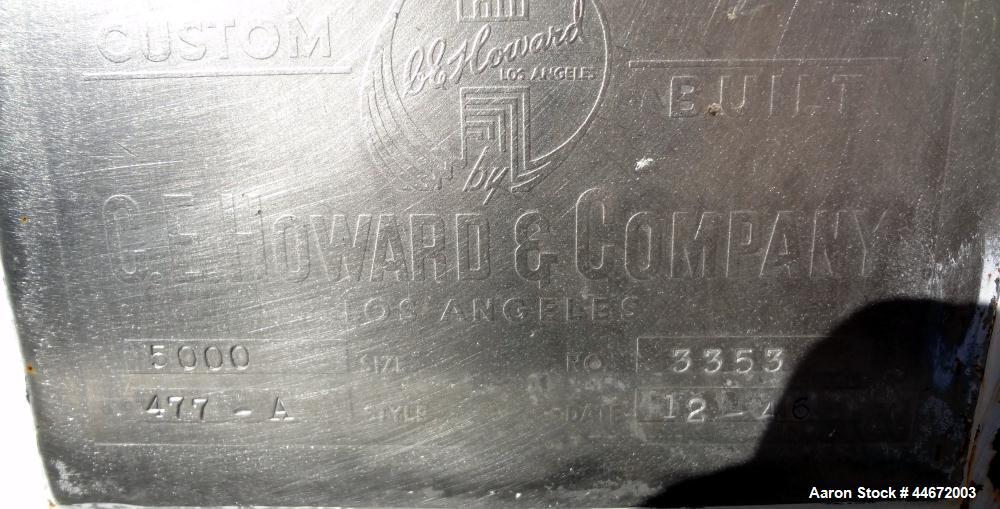 CUSTOM
C.E. Howard
LOS ANGELES
BUILT
by
C.E. HOWARD & COMPANY
LOS ANGELES
5000 SIZE NO. 3353
477 - A STYLE DATE 12 - 46
Aaron Stock # 44672003